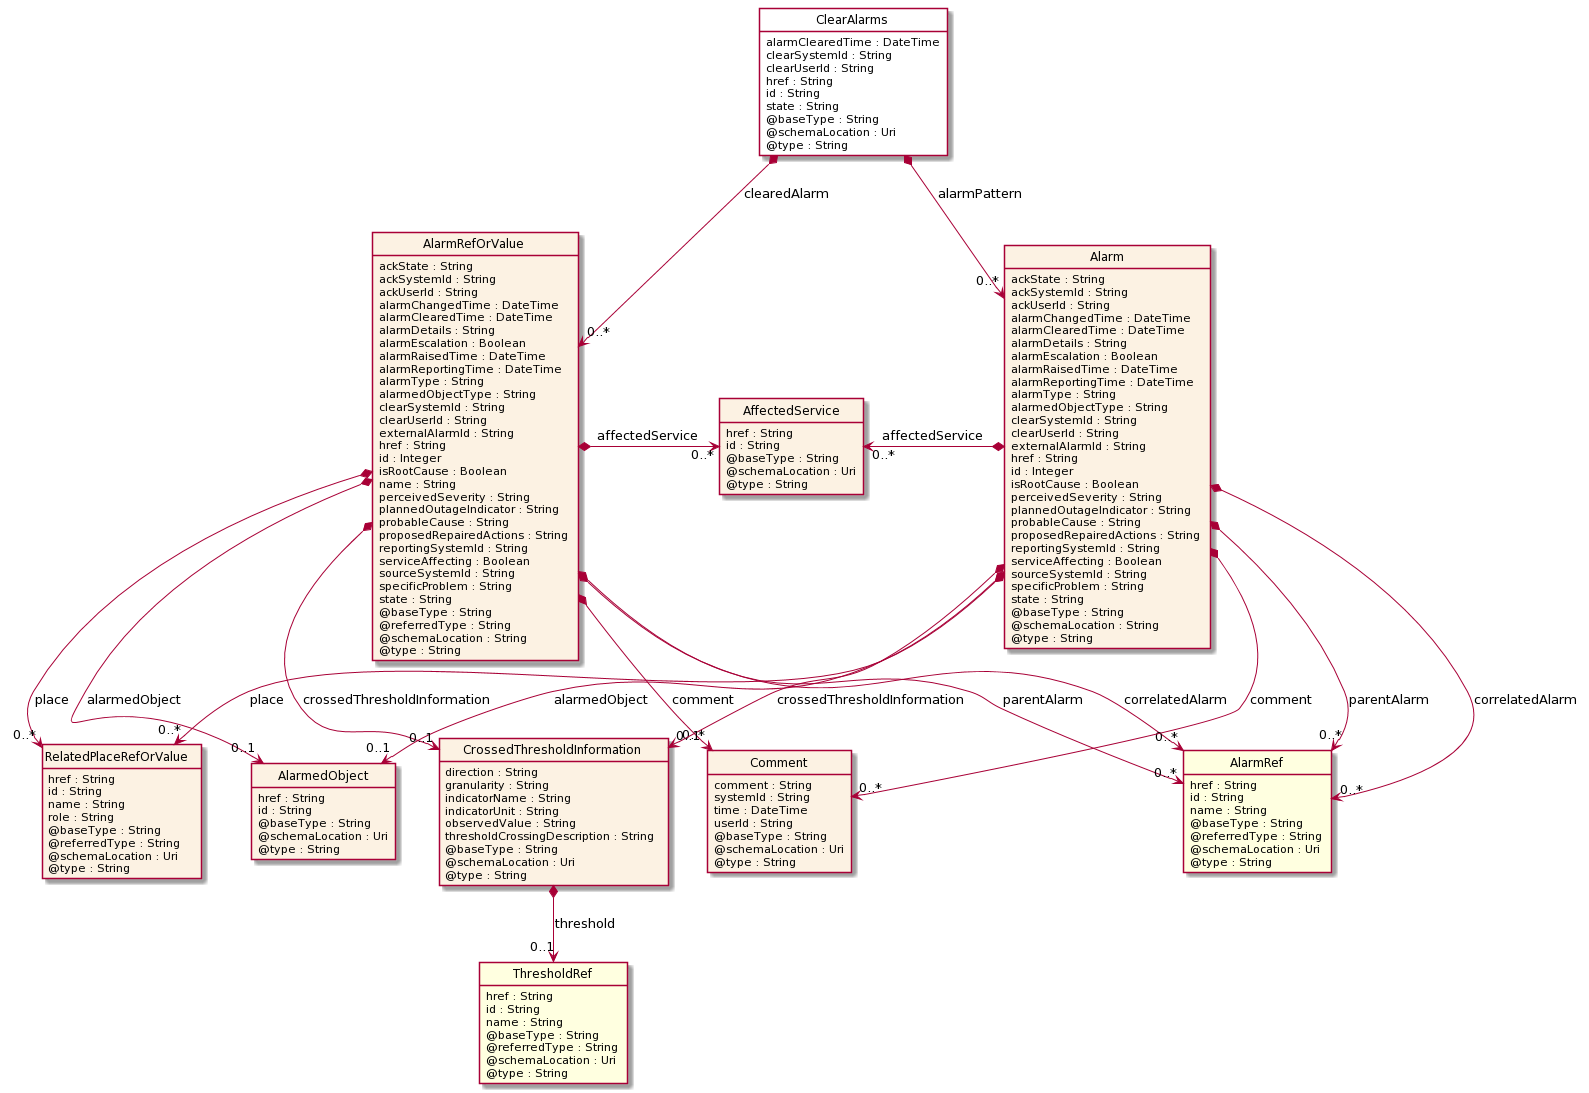 ClearAlarms
alarmClearedTime : DateTime
clearSystemId : String
clearUserId : String
href : String
id : String
state : String
@baseType : String
@schemaLocation : Uri
@type : String
clearedAlarm
alarmPattern
AlarmRefOrValue
ackState : String
ackSystemId : String
ackUserId : String
alarmChangedTime : DateTime
alarmClearedTime : DateTime
alarmDetails : String
alarmEscalation : Boolean
alarmRaisedTime : DateTime
alarmReportingTime : DateTime
alarmType : String
alarmedObjectType : String
clearSystemId : String
clearUserId : String
externalAlarmId : String
href : String
id : Integer
isRootCause : Boolean
name : String
perceivedSeverity : String
plannedOutageIndicator : String
probableCause : String
proposedRepairedActions : String
reportingSystemId : String
serviceAffecting : Boolean
sourceSystemId : String
specificProblem : String
state : String
@baseType : String
@referredType : String
@schemaLocation : String
@type : String
0..*
0..*
Alarm
ackState : String
ackSystemId : String
ackUserId : String
alarmChangedTime : DateTime
alarmClearedTime : DateTime
alarmDetails : String
alarmEscalation : Boolean
alarmRaisedTime : DateTime
alarmReportingTime : DateTime
alarmType : String
alarmedObjectType : String
clearSystemId : String
clearUserId : String
externalAlarmId : String
href : String
id : Integer
isRootCause : Boolean
perceivedSeverity : String
plannedOutageIndicator : String
probableCause : String
proposedRepairedActions : String
reportingSystemId : String
serviceAffecting : Boolean
sourceSystemId : String
specificProblem : String
state : String
@baseType : String
@schemaLocation : String
@type : String
affectedService
0..*
AffectedService
href : String
id : String
@baseType : String
@schemaLocation : Uri
@type : String
affectedService
0..*
place
alarmedObject
place
crossedThresholdInformation
alarmedObject
comment
crossedThresholdInformation
parentAlarm
correlatedAlarm
comment
parentAlarm
correlatedAlarm
0..*
0..*
0..1
0..1
0..1
0..1
0..*
0..*
0..*
0..*
0..*
0..*
RelatedPlaceRefOrValue
href : String
id : String
name : String
role : String
@baseType : String
@referredType : String
@schemaLocation : Uri
@type : String
AlarmedObject
href : String
id : String
@baseType : String
@schemaLocation : Uri
@type : String
CrossedThresholdInformation
direction : String
granularity : String
indicatorName : String
indicatorUnit : String
observedValue : String
thresholdCrossingDescription : String
@baseType : String
@schemaLocation : Uri
@type : String
Comment
comment : String
systemId : String
time : DateTime
userId : String
@baseType : String
@schemaLocation : Uri
@type : String
AlarmRef
href : String
id : String
name : String
@baseType : String
@referredType : String
@schemaLocation : Uri
@type : String
threshold
0..1
ThresholdRef
href : String
id : String
name : String
@baseType : String
@referredType : String
@schemaLocation : Uri
@type : String